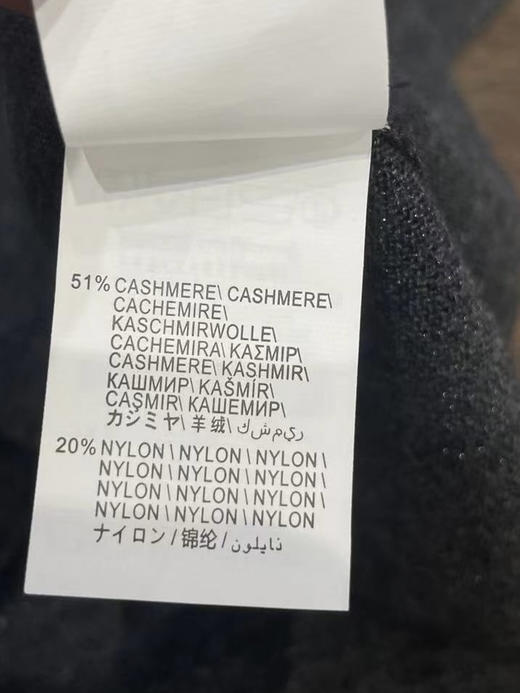 51% CASHMERE\ CASHMERE\
CACHEMIRE\
KASCHMIRWOLLE\
CACHEMIRA\ ΚΑΣΜΙΡ\
CASHMERE\ KASHMIR\
КАШМИР\ KAŠMÍR\
CAŞMIR\ КАШЕМИР\
カシミヤ\ 羊绒\ ريمشك
20% NYLON \ NYLON \ NYLON \
NYLON \ NYLON \ NYLON \
NYLON \ NYLON \ NYLON \
NYLON \ NYLON \ NYLON
ナイロン / 锦纶 / نايلون